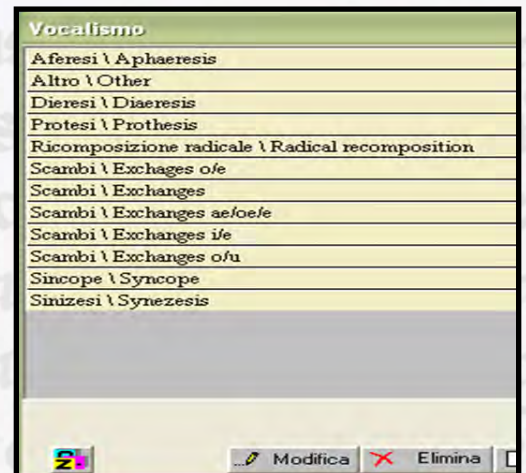 Vocalismo
Aferesi \ Aphaeresis
Altro \ Other
Dieresi \ Diaeresis
Protesi \ Prothesis
Ricomposizione radicale \ Radical recomposition
Scambi \ Exchages o/e
Scambi \ Exchanges
Scambi \ Exchanges ae/oe/e
Scambi \ Exchanges i/e
Scambi \ Exchanges o/u
Sincope \ Syncope
Sinizesi \ Synezesis
...Modifica Elimina